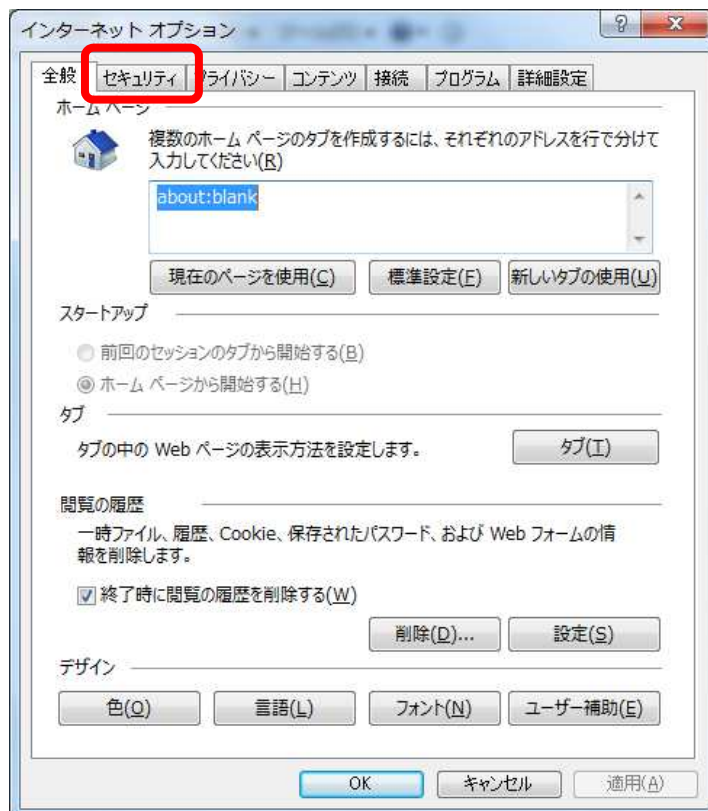 インターネット オプション
全般 セキュリティ プライバシー コンテンツ 接続 プログラム 詳細設定
ホーム ページ
複数のホーム ページのタブを作成するには、それぞれのアドレスを行で分けて
入力してください(R)
about:blank
現在のページを使用(C) 標準設定(F) 新しいタブの使用(U)
スタートアップ
前回のセッションのタブから開始する(B)
ホーム ページから開始する(H)
タブ
タブの中の Web ページの表示方法を設定します。 タブ(T)
閲覧の履歴
一時ファイル、履歴、Cookie、保存されたパスワード、および Web フォームの情
報を削除します。
終了時に閲覧の履歴を削除する(W)
削除(D)... 設定(S)
デザイン
色(O) 言語(L) フォント(N) ユーザー補助(E)
OK キャンセル 適用(A)